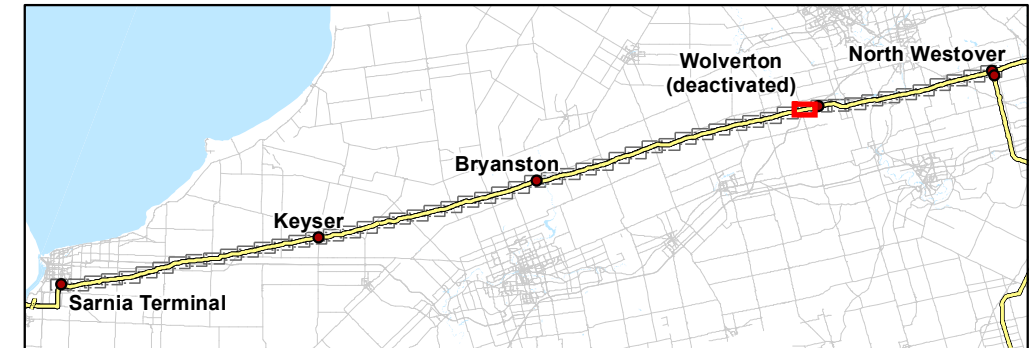 Wolverton
(deactivated)
North Westover
Bryanston
Keyser
Sarnia Terminal